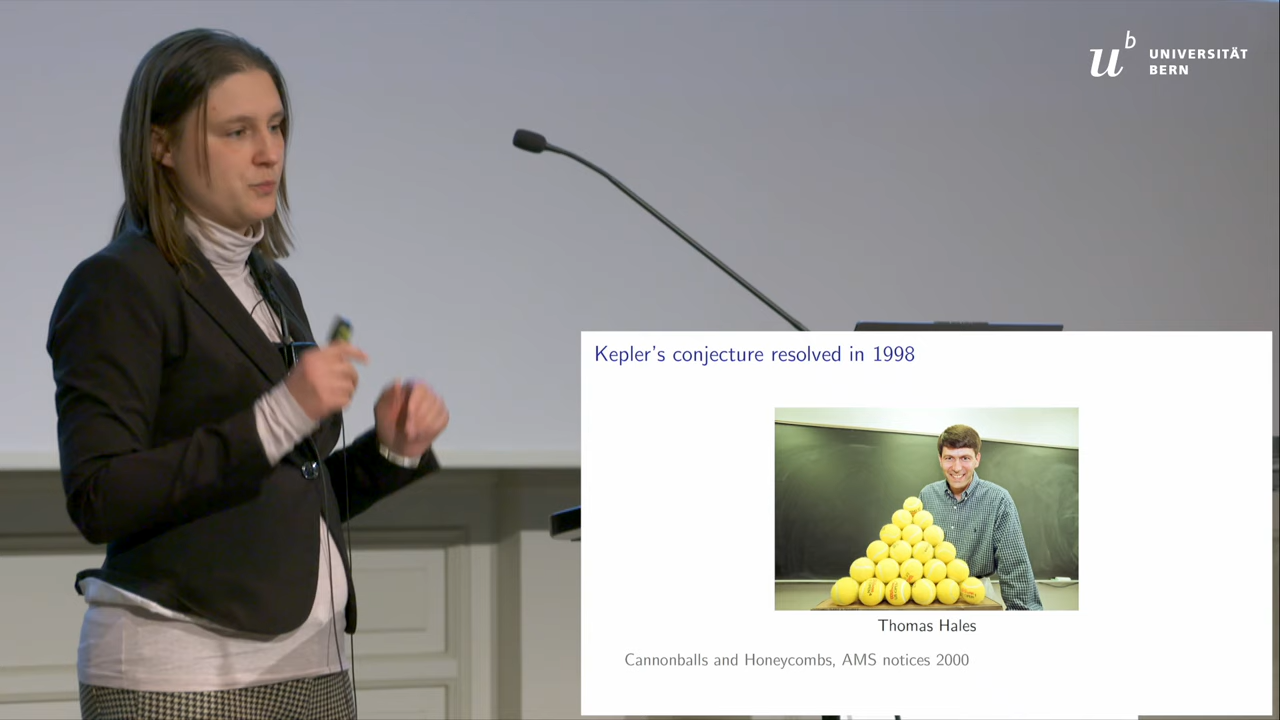 u
b
UNIVERSITÄT
BERN
Kepler's conjecture resolved in 1998
Thomas Hales
Cannonballs and Honeycombs, AMS notices 2000